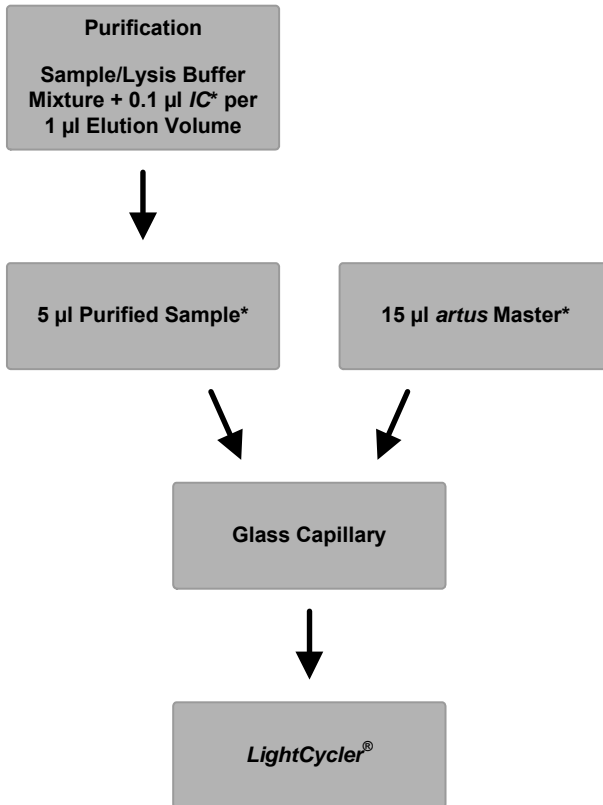 Purification
Sample/Lysis Buffer
Mixture + 0.1 µl IC* per
1 µl Elution Volume
5 µl Purified Sample*
15 µl artus Master*
Glass Capillary
LightCycler®